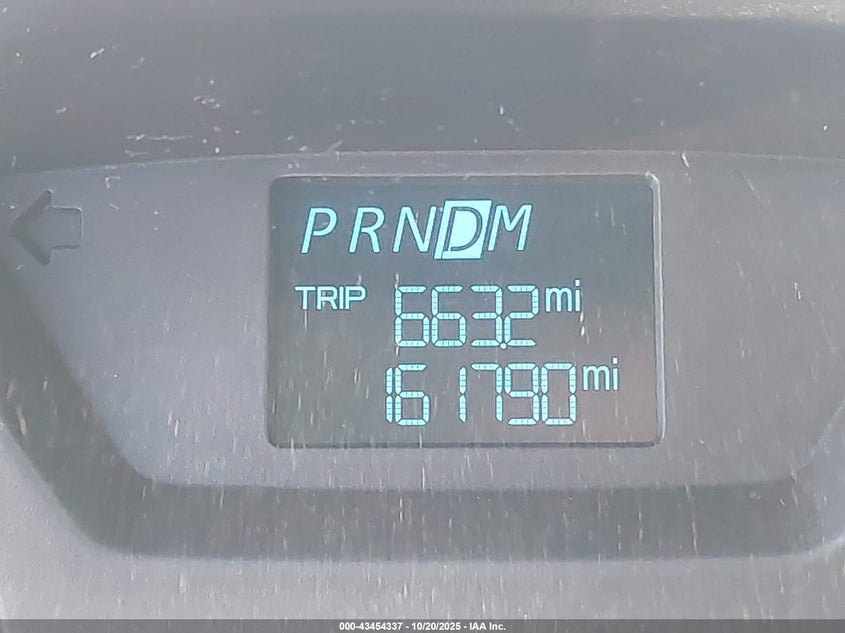 PRNDM
TRIP 663.2 mi
161790 mi
000-43454337 - 10/20/2025 - IAA Inc.